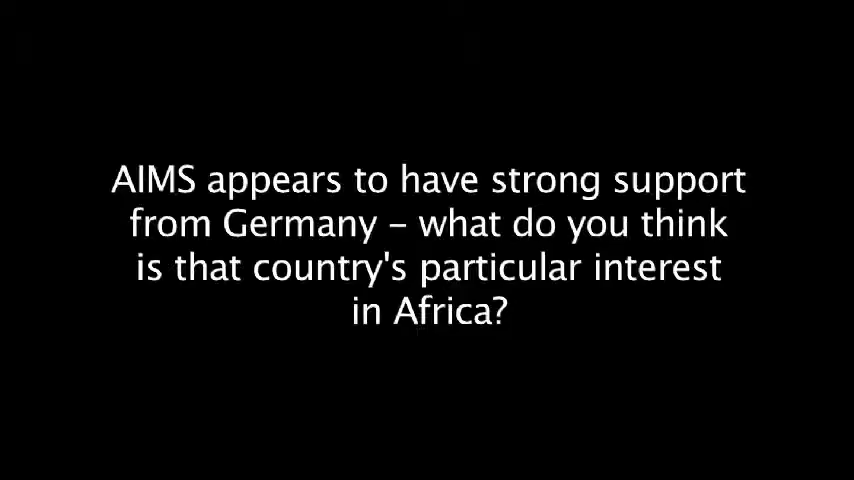 AIMS appears to have strong support
from Germany – what do you think
is that country's particular interest
in Africa?